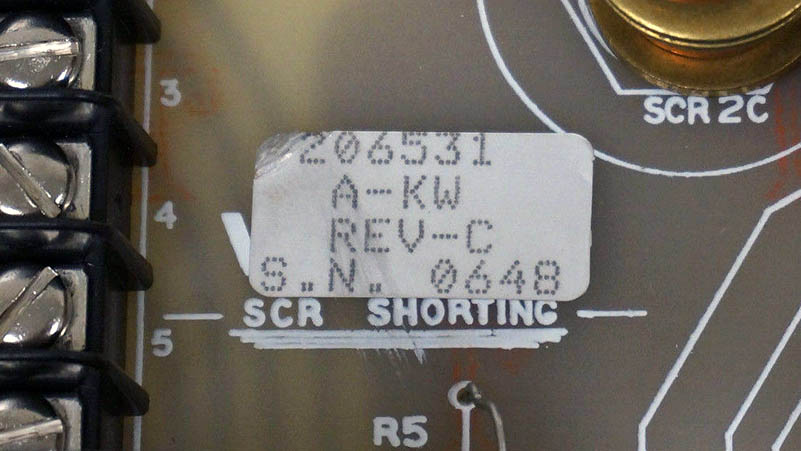 3
SCR 2C
206531
A-KW
4
REV-C
S.N. 0648
SCR SHORTING
5
R5